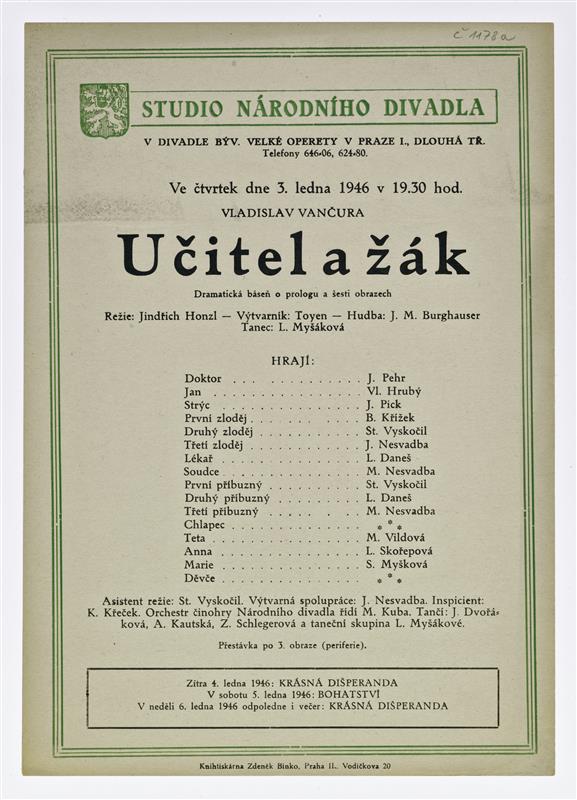 č 1178a
STUDIO NÁRODNÍHO DIVADLA
V DIVADLE BÝV. VELKÉ OPERETY V PRAZE I., DLOUHÁ TŘ.
Telefony 646-06, 624-80.
Ve čtvrtek dne 3. ledna 1946 v 19.30 hod.
VLADISLAV VANČURA
Učitel a žák
Dramatická báseň o prologu a šesti obrazech
Režie: Jindřich Honzl — Výtvarník: Toyen — Hudba: J. M. Burghauser
Tanec: L. Myšáková
HRAJÍ:
Doktor . . . . . . . . . . . . . . . J. Pehr
Jan . . . . . . . . . . . . . . . Vl. Hrubý
Strýc . . . . . . . . . . . . . . . J. Pick
První zloděj . . . . . . . . . . . . B. Křížek
Druhý zloděj . . . . . . . . . . . . St. Vyskočil
Třetí zloděj . . . . . . . . . . . . J. Nesvadba
Lékař . . . . . . . . . . . . . . . L. Daneš
Soudce . . . . . . . . . . . . . . . M. Nesvadba
První příbuzný . . . . . . . . . . . St. Vyskočil
Druhý příbuzný . . . . . . . . . . . L. Daneš
Třetí příbuzný . . . . . . . . . . . M. Nesvadba
Chlapec . . . . . . . . . . . . . . . * * *
Teta . . . . . . . . . . . . . . . M. Vildová
Anna . . . . . . . . . . . . . . . L. Skořepová
Marie . . . . . . . . . . . . . . . S. Myšková
Děvče . . . . . . . . . . . . . . . * * *
Asistent režie: St. Vyskočil. Výtvarná spolupráce: J. Nesvadba. Inspicient:
K. Křeček. Orchestr činohry Národního divadla řídí M. Kuba. Tančí: J. Dvořá-
ková, A. Kautská, Z. Schlegerová a taneční skupina L. Myšákové.
Přestávka po 3. obraze (periferie).
Zítra 4. ledna 1946: KRÁSNÁ DIŠPERANDA
V sobotu 5. ledna 1946: BOHATSTVÍ
V neděli 6. ledna 1946 odpoledne i večer: KRÁSNÁ DIŠPERANDA
Knihtiskárna Zdeněk Binko, Praha II., Vodičkova 20